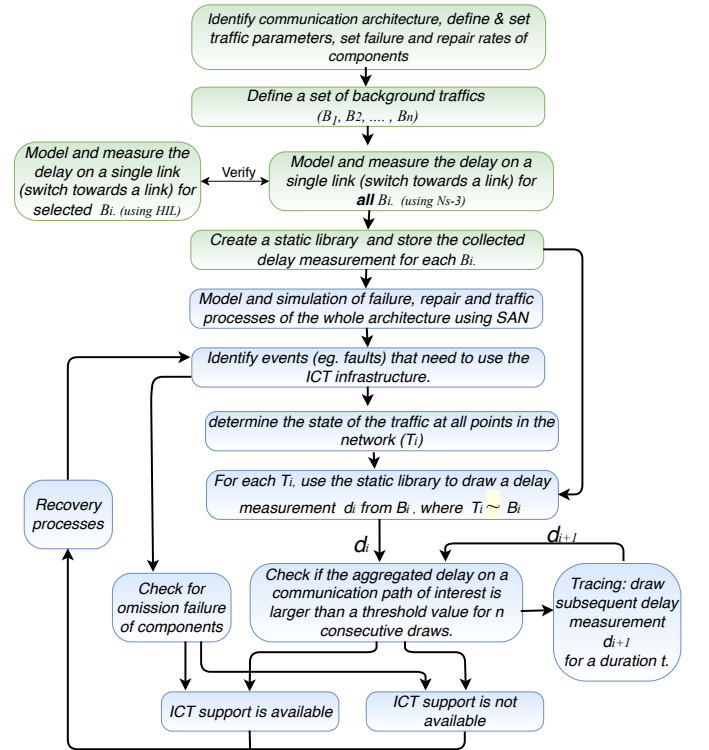 Identify communication architecture, define & set
traffic parameters, set failure and repair rates of
components
Define a set of background traffics
(B1, B2, .... , Bn)
Model and measure the
delay on a single link
(switch towards a link) for
selected Bi. (using HIL)
Verify
Model and measure the delay on a
single link (switch towards a link) for
all Bi. (using Ns-3)
Create a static library and store the collected
delay measurement for each Bi.
Model and simulation of failure, repair and traffic
processes of the whole architecture using SAN
Identify events (eg. faults) that need to use the
ICT infrastructure.
determine the state of the traffic at all points in the
network (Ti)
For each Ti, use the static library to draw a delay
measurement di from Bi , where Ti ~ Bi
Recovery
processes
di
di+1
Check for
omission failure
of components
Check if the aggregated delay on a
communication path of interest is
larger than a threshold value for n
consecutive draws.
Tracing: draw
subsequent delay
measurement
di+1
for a duration t.
ICT support is available
ICT support is not
available